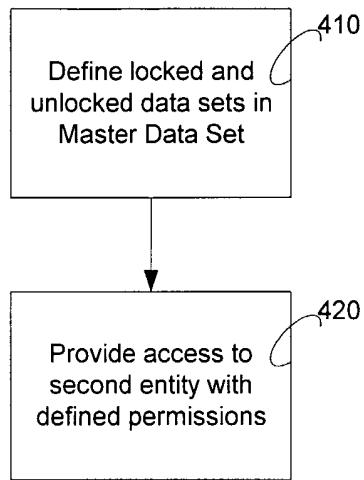 410
Define locked and
unlocked data sets in
Master Data Set
420
Provide access to
second entity with
defined permissions